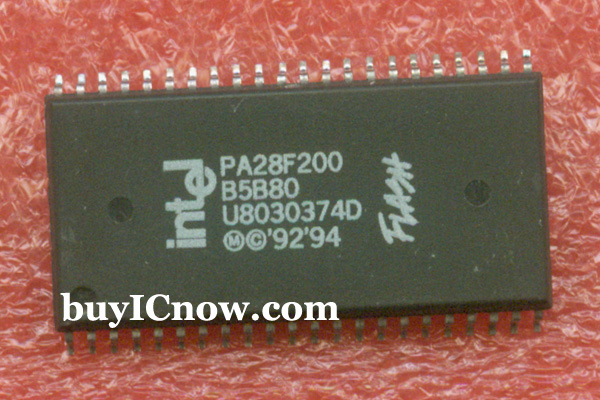 intel
PA28F200
B5B80
U8030374D
Ⓜ©'92'94
FLASH
buyICnow.com